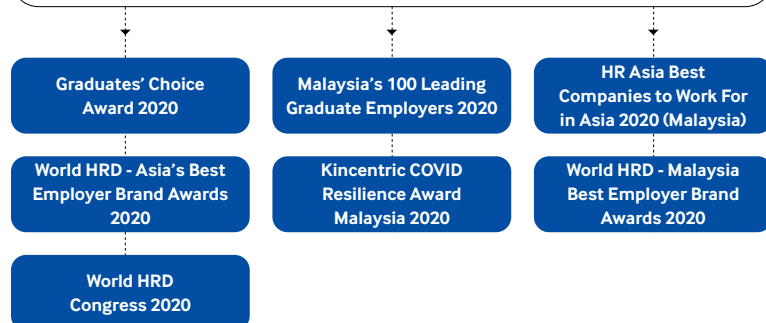 Graduates’ Choice
Award 2020
Malaysia’s 100 Leading
Graduate Employers 2020
HR Asia Best
Companies to Work For
in Asia 2020 (Malaysia)
World HRD - Asia’s Best
Employer Brand Awards
2020
Kincentric COVID
Resilience Award
Malaysia 2020
World HRD - Malaysia
Best Employer Brand
Awards 2020
World HRD
Congress 2020